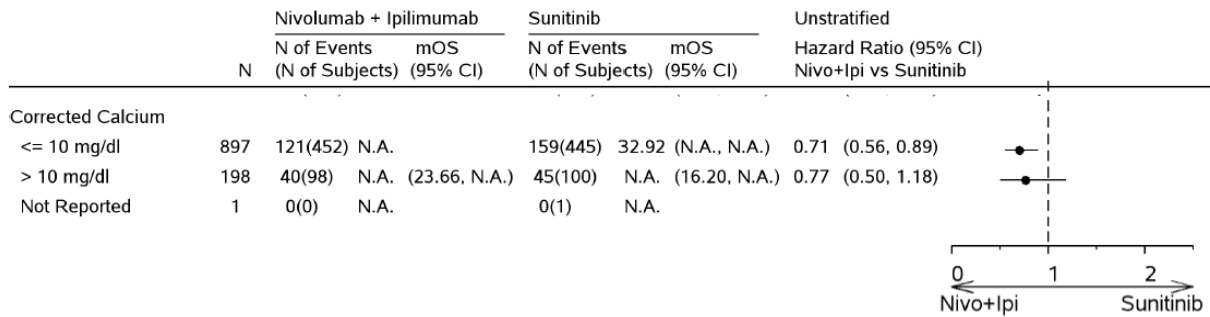 Nivolumab + Ipilimumab Sunitinib Unstratified
N of Events mOS N of Events mOS Hazard Ratio (95% CI)
N (N of Subjects) (95% CI) (N of Subjects) (95% CI) Nivo+Ipi vs Sunitinib
Corrected Calcium
<= 10 mg/dl 897 121(452) N.A. 159(445) 32.92 (N.A., N.A.) 0.71 (0.56, 0.89)
> 10 mg/dl 198 40(98) N.A. (23.66, N.A.) 45(100) N.A. (16.20, N.A.) 0.77 (0.50, 1.18)
Not Reported 1 0(0) N.A. 0(1) N.A.
0 1 2
Nivo+Ipi Sunitinib